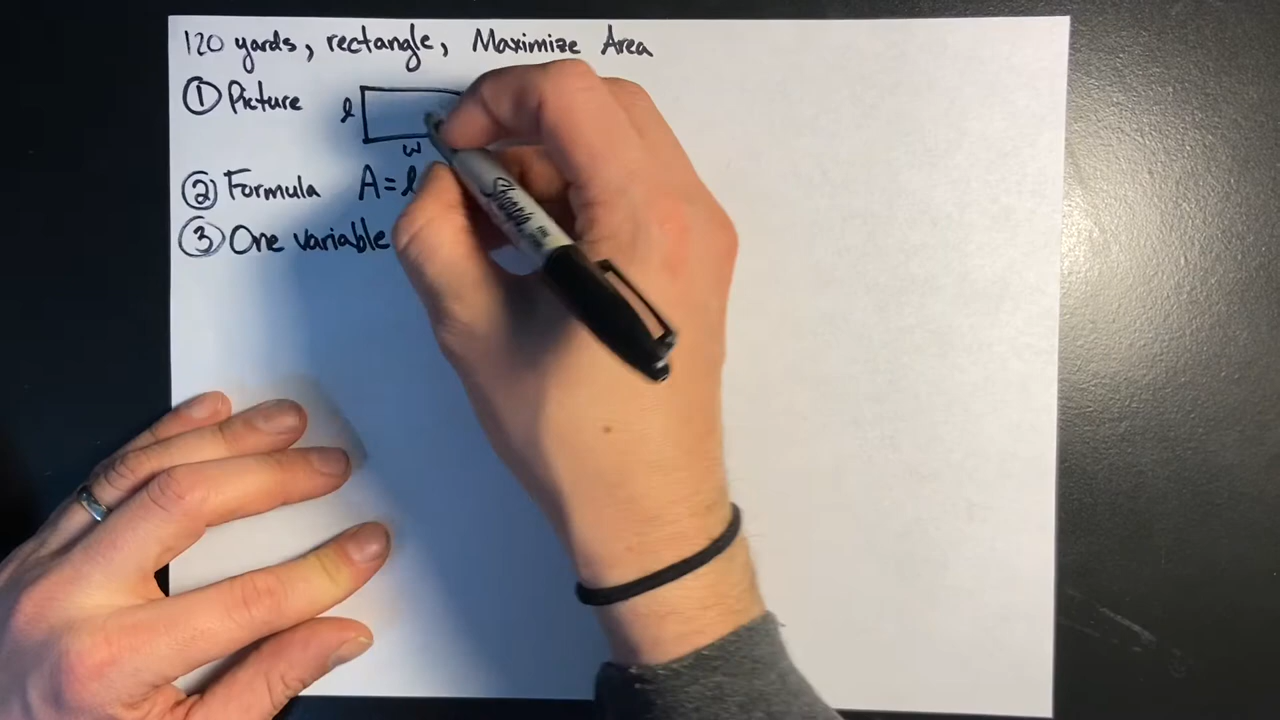 120 yards, rectangle, Maximize Area
① Picture
l
w
② Formula A = l
③ One variable
Sharpie